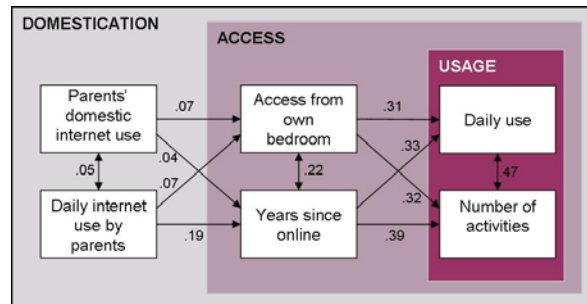 DOMESTICATION
ACCESS
USAGE
Parents'
domestic
internet use
.07
Access from
own
bedroom
.31
Daily use
.04
.33
.05
.07
.22
.32
.47
Daily internet
use by
parents
.19
Years since
online
.39
Number of
activities